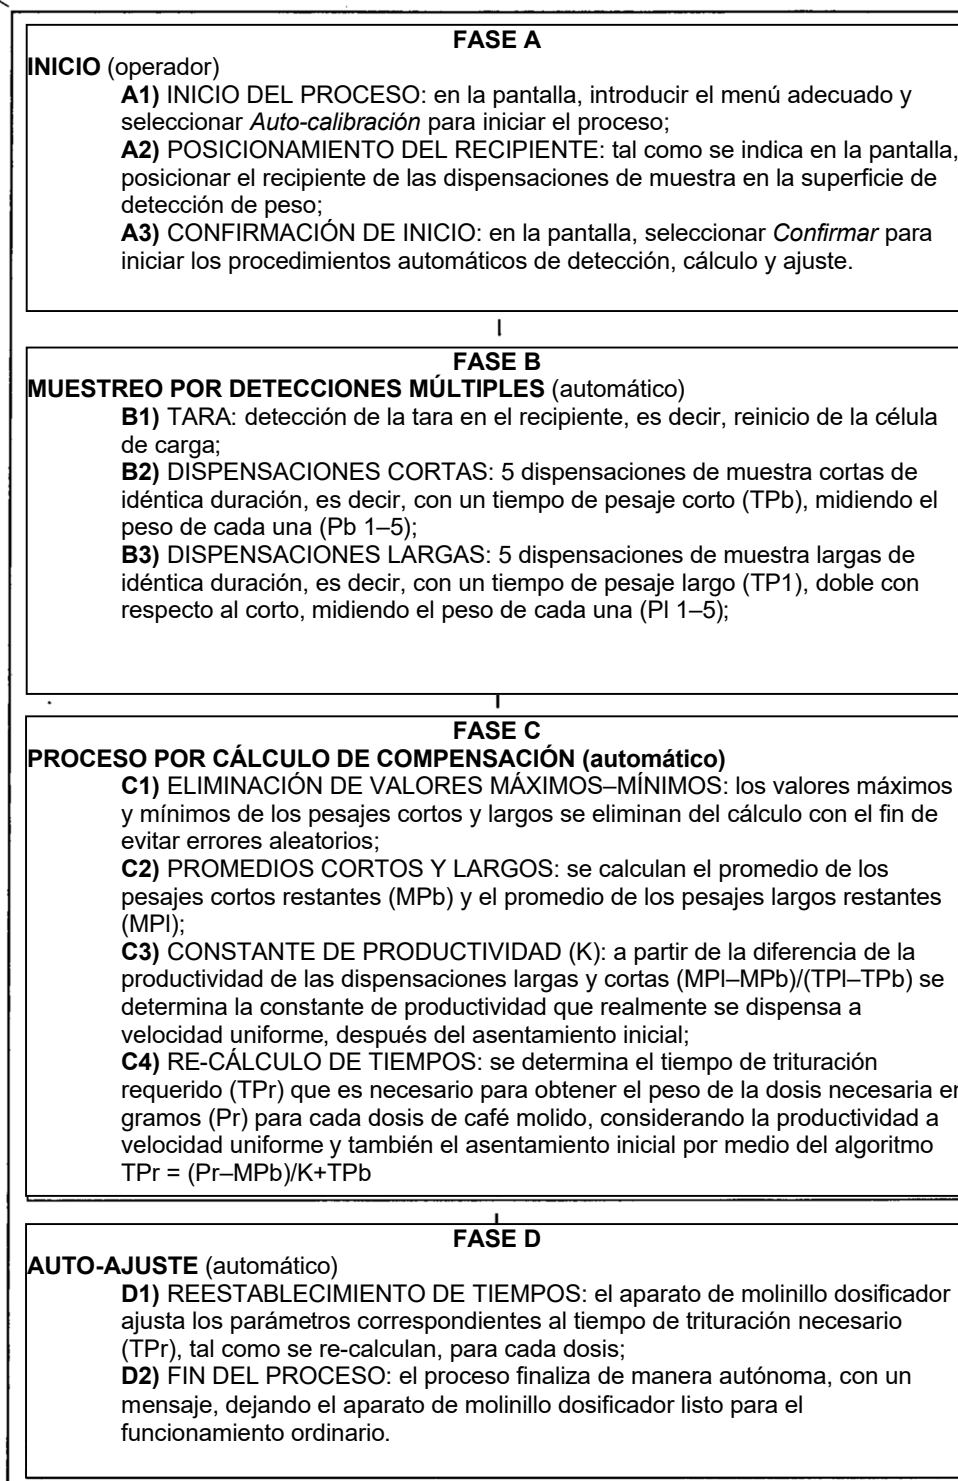 FASE A
INICIO (operador)
A1) INICIO DEL PROCESO: en la pantalla, introducir el menú adecuado y
seleccionar Auto-calibración para iniciar el proceso;
A2) POSICIONAMIENTO DEL RECIPIENTE: tal como se indica en la pantalla,
posicionar el recipiente de las dispensaciones de muestra en la superficie de
detección de peso;
A3) CONFIRMACIÓN DE INICIO: en la pantalla, seleccionar Confirmar para
iniciar los procedimientos automáticos de detección, cálculo y ajuste.
FASE B
MUESTREO POR DETECCIONES MÚLTIPLES (automático)
B1) TARA: detección de la tara en el recipiente, es decir, reinicio de la célula
de carga;
B2) DISPENSACIONES CORTAS: 5 dispensaciones de muestra cortas de
idéntica duración, es decir, con un tiempo de pesaje corto (TPb), midiendo el
peso de cada una (Pb 1–5);
B3) DISPENSACIONES LARGAS: 5 dispensaciones de muestra largas de
idéntica duración, es decir, con un tiempo de pesaje largo (TP1), doble con
respecto al corto, midiendo el peso de cada una (Pl 1–5);
FASE C
PROCESO POR CÁLCULO DE COMPENSACIÓN (automático)
C1) ELIMINACIÓN DE VALORES MÁXIMOS–MÍNIMOS: los valores máximos
y mínimos de los pesajes cortos y largos se eliminan del cálculo con el fin de
evitar errores aleatorios;
C2) PROMEDIOS CORTOS Y LARGOS: se calculan el promedio de los
pesajes cortos restantes (MPb) y el promedio de los pesajes largos restantes
(MPl);
C3) CONSTANTE DE PRODUCTIVIDAD (K): a partir de la diferencia de la
productividad de las dispensaciones largas y cortas (MPl–MPb)/(TPl–TPb) se
determina la constante de productividad que realmente se dispensa a
velocidad uniforme, después del asentamiento inicial;
C4) RE-CÁLCULO DE TIEMPOS: se determina el tiempo de trituración
requerido (TPr) que es necesario para obtener el peso de la dosis necesaria en
gramos (Pr) para cada dosis de café molido, considerando la productividad a
velocidad uniforme y también el asentamiento inicial por medio del algoritmo
TPr = (Pr–MPb)/K+TPb
FASE D
AUTO-AJUSTE (automático)
D1) REESTABLECIMIENTO DE TIEMPOS: el aparato de molinillo dosificador
ajusta los parámetros correspondientes al tiempo de trituración necesario
(TPr), tal como se re-calculan, para cada dosis;
D2) FIN DEL PROCESO: el proceso finaliza de manera autónoma, con un
mensaje, dejando el aparato de molinillo dosificador listo para el
funcionamiento ordinario.